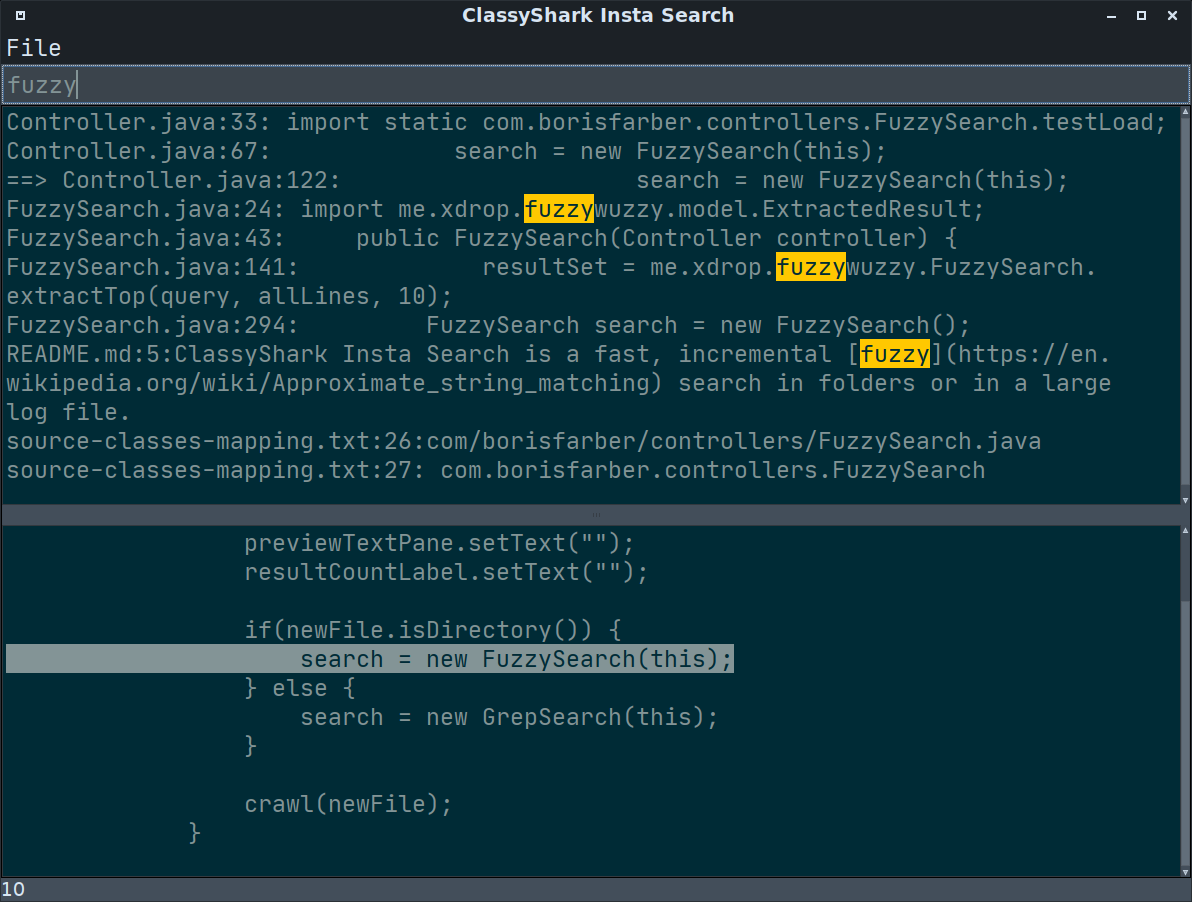 ClassyShark Insta Search
File
fuzzy
Controller.java:33: import static com.borisfarber.controllers.FuzzySearch.testLoad;
Controller.java:67:             search = new FuzzySearch(this);
==> Controller.java:122:                     search = new FuzzySearch(this);
FuzzySearch.java:24: import me.xdrop.fuzzywuzzy.model.ExtractedResult;
FuzzySearch.java:43:     public FuzzySearch(Controller controller) {
FuzzySearch.java:141:             resultSet = me.xdrop.fuzzywuzzy.FuzzySearch.
extractTop(query, allLines, 10);
FuzzySearch.java:294:         FuzzySearch search = new FuzzySearch();
README.md:5:ClassyShark Insta Search is a fast, incremental [fuzzy](https://en.
wikipedia.org/wiki/Approximate_string_matching) search in folders or in a large
log file.
source-classes-mapping.txt:26:com/borisfarber/controllers/FuzzySearch.java
source-classes-mapping.txt:27: com.borisfarber.controllers.FuzzySearch
previewTextPane.setText("");
resultCountLabel.setText("");
if(newFile.isDirectory()) {
search = new FuzzySearch(this);
} else {
search = new GrepSearch(this);
}
crawl(newFile);
}
10